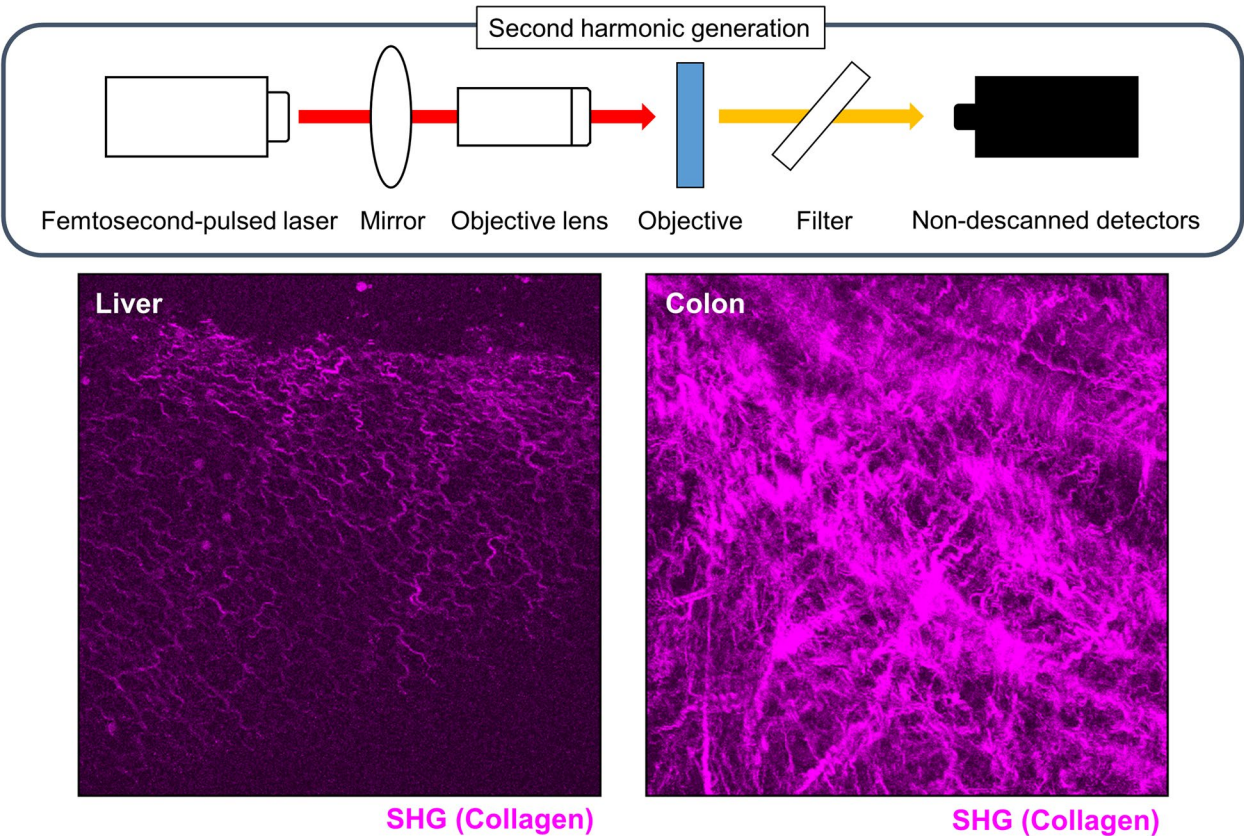 Second harmonic generation
Femtosecond-pulsed laser
Mirror
Objective lens
Objective
Filter
Non-descanned detectors
Liver
Colon
SHG (Collagen)
SHG (Collagen)